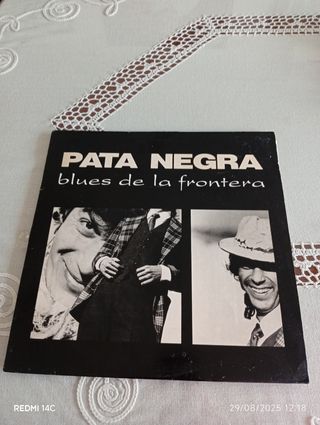 PATA NEGRA
blues de la frontera
REDMI 14C
29/08/2025 12:18